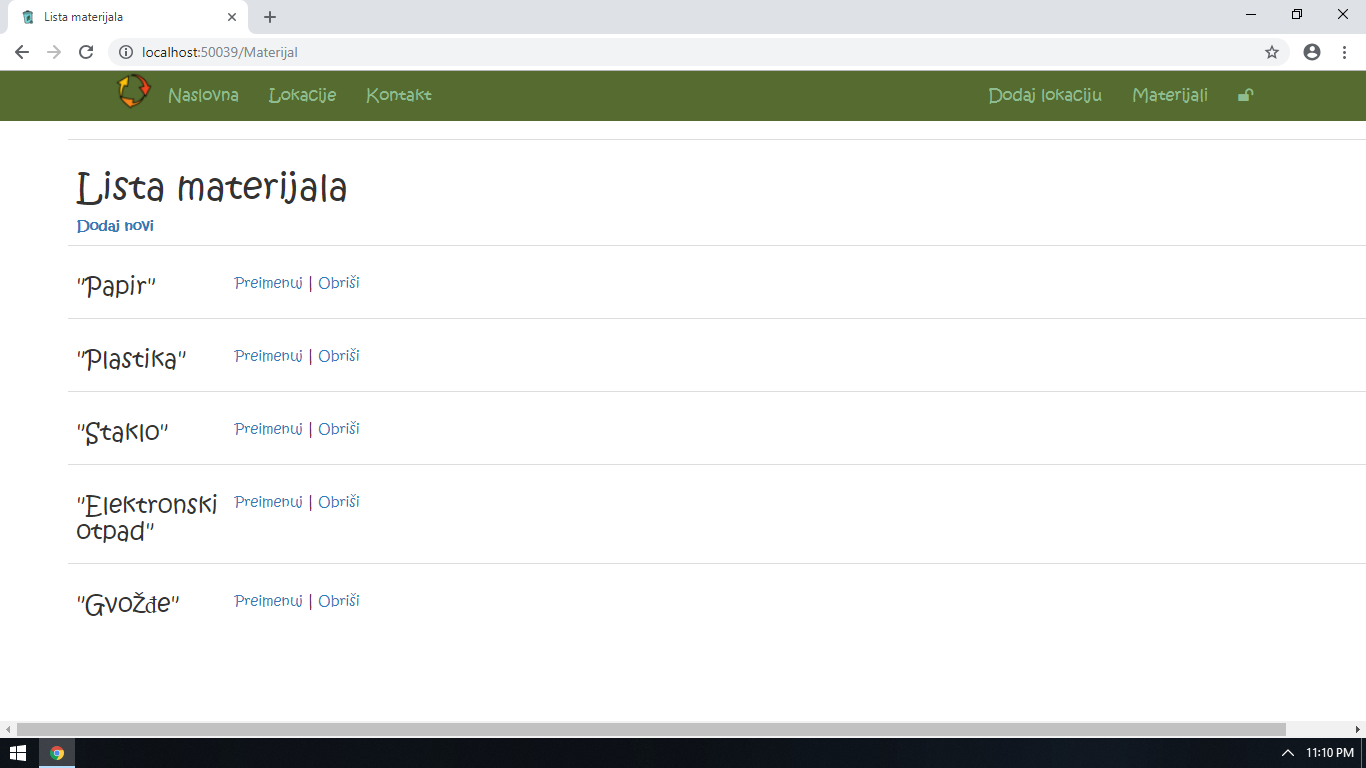 Lista materijala
localhost:50039/Materijal
Naslovna Lokacije Kontakt Dodaj lokaciju Materijali
Lista materijala
Dodaj novi
"Papir" Preimenuj | Obriši
"Plastika" Preimenuj | Obriši
"Staklo" Preimenuj | Obriši
"Elektronski Preimenuj | Obriši
otpad"
"Gvožđe" Preimenuj | Obriši
11:10 PM